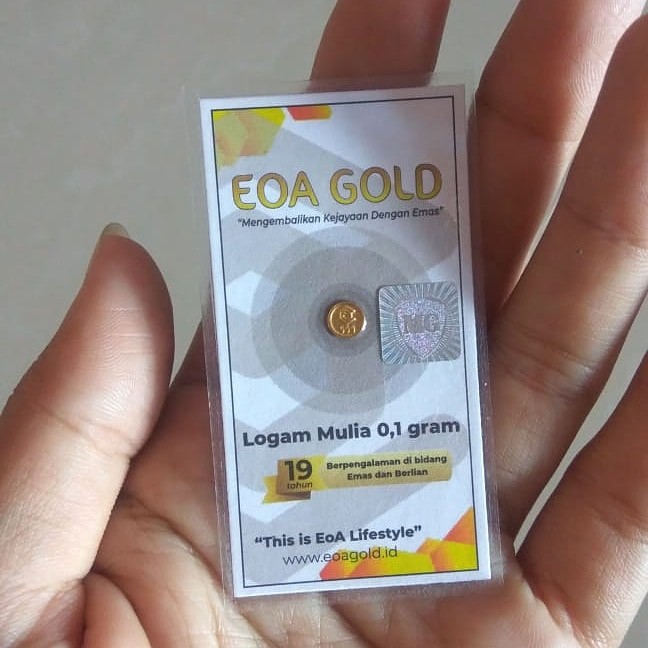 EOA GOLD
"Mengembalikan Kejayaan Dengan Emas"
MG
Logam Mulia 0,1 gram
19
tahun
Berpengalaman di bidang
Emas dan Berlian
"This is EoA Lifestyle"
www.eoagold.id